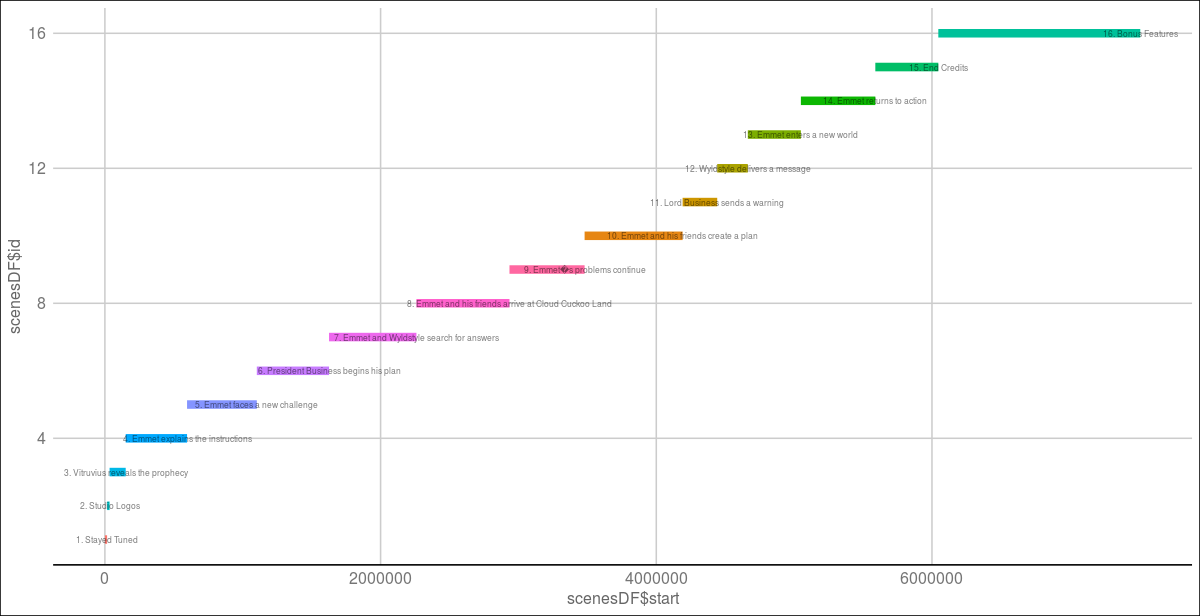 16
16. Bonus Features
15. End Credits
14. Emmet returns to action
13. Emmet enters a new world
12
12. Wyldstyle delivers a message
11. Lord Business sends a warning
10. Emmet and his friends create a plan
9. Emmet�s problems continue
8
8. Emmet and his friends arrive at Cloud Cuckoo Land
7. Emmet and Wyldstyle search for answers
6. President Business begins his plan
5. Emmet faces a new challenge
4
4. Emmet explains the instructions
3. Vitruvius reveals the prophecy
2. Studio Logos
1. Stayed Tuned
scenesDF$id
0 2000000 4000000 6000000
scenesDF$start